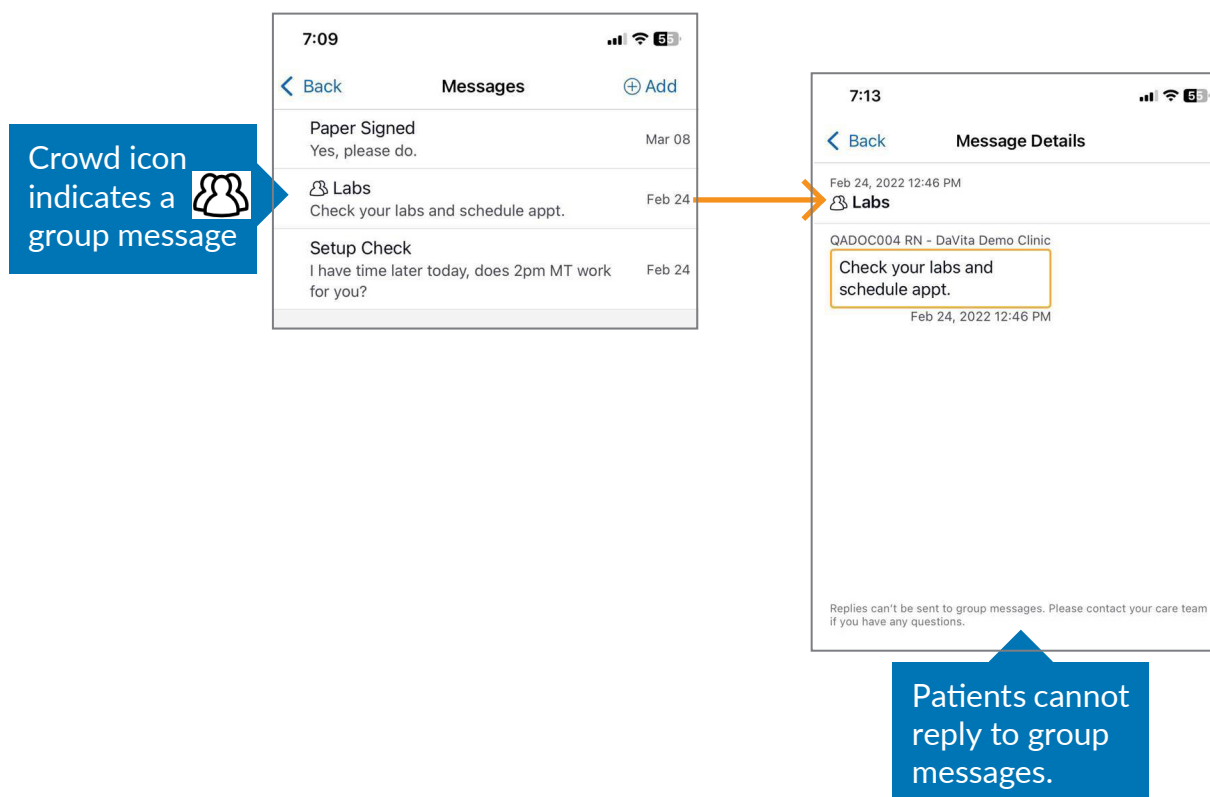 Crowd icon
indicates a
group message
7:09
55
Back
Messages
Add
Paper Signed
Mar 08
Yes, please do.
Labs
Feb 24
Check your labs and schedule appt.
Setup Check
I have time later today, does 2pm MT work
Feb 24
for you?
7:13
55
Back
Message Details
Feb 24, 2022 12:46 PM
Labs
QADOC004 RN - DaVita Demo Clinic
Check your labs and
schedule appt.
Feb 24, 2022 12:46 PM
Replies can't be sent to group messages. Please contact your care team
if you have any questions.
Patients cannot
reply to group
messages.